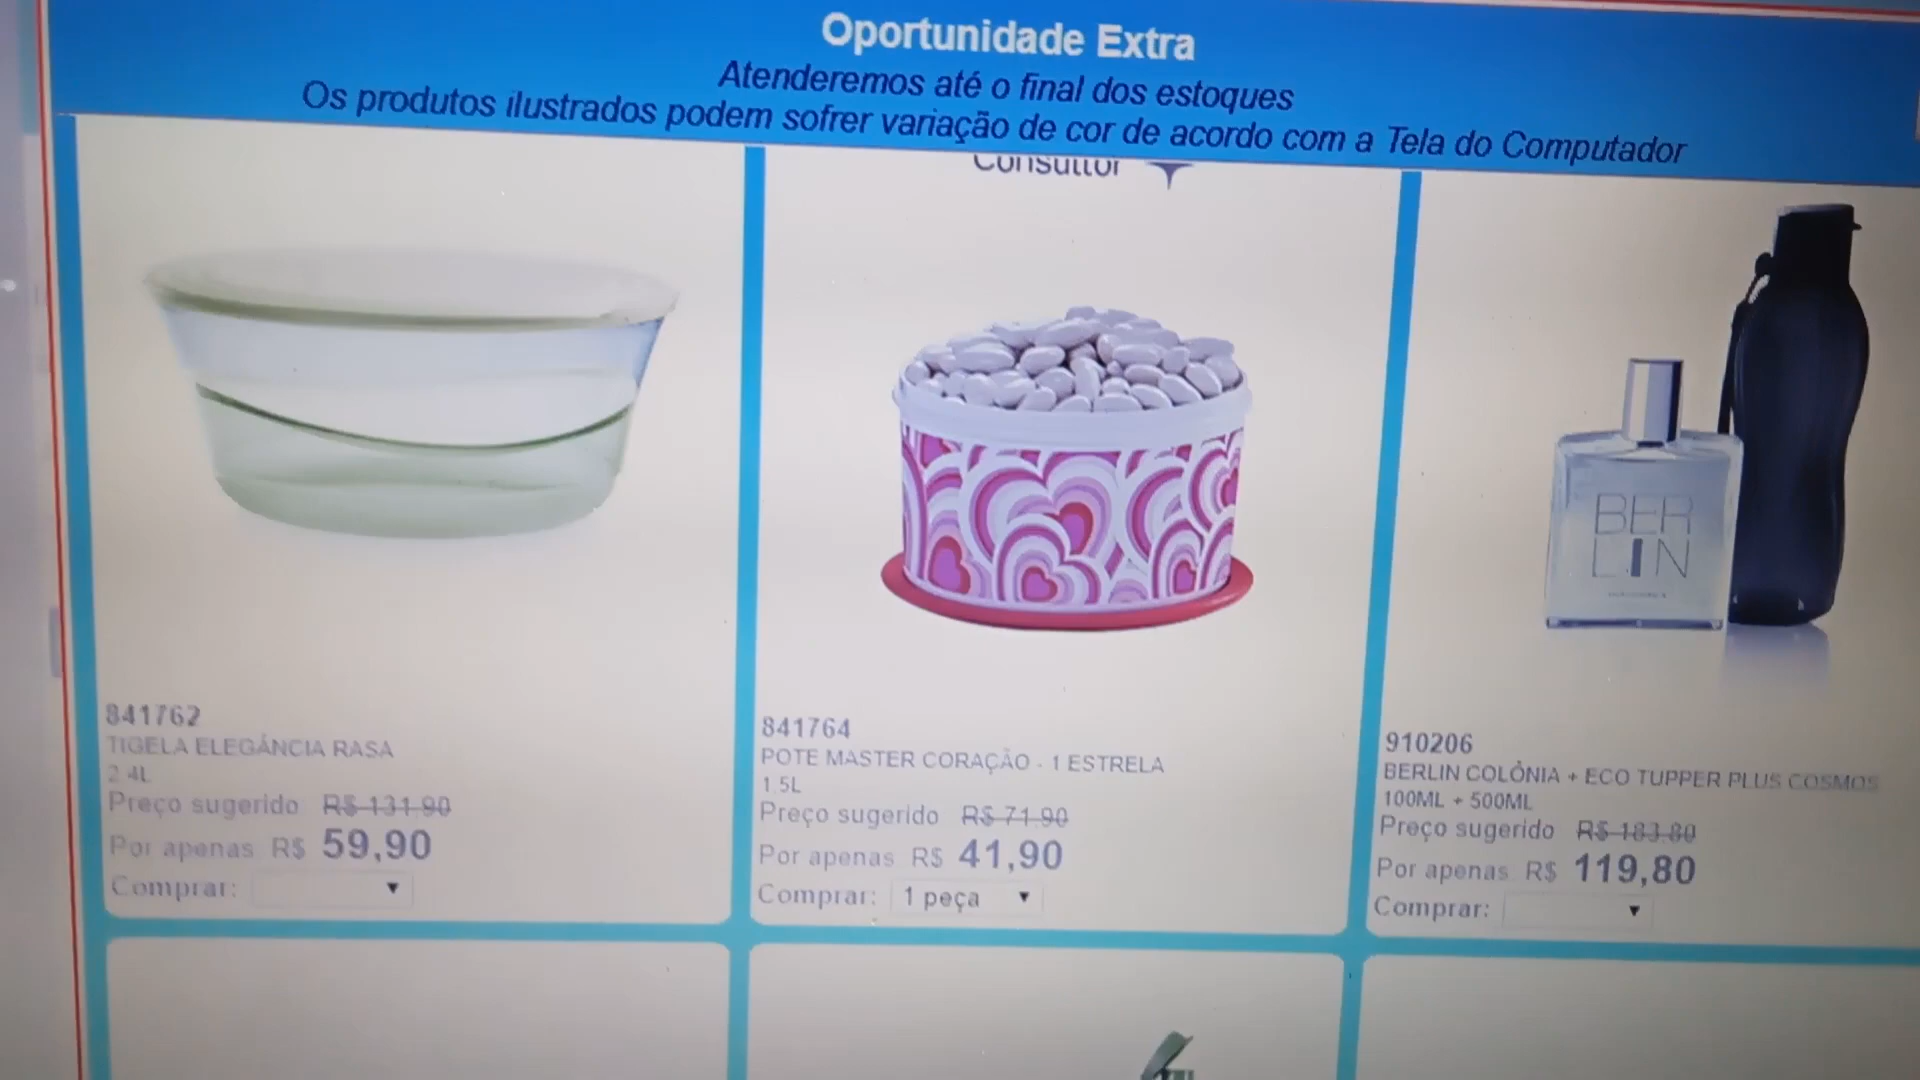 Oportunidade Extra
Atenderemos até o final dos estoques
Os produtos ilustrados podem sofrer variação de cor de acordo com a Tela do Computador
Consultor
BER
LIN
841762
TIGELA ELEGÂNCIA RASA
2.4L
Preço sugerido R$ 131,90
Por apenas R$ 59,90
Comprar:
841764
POTE MASTER CORAÇÃO - 1 ESTRELA
1.5L
Preço sugerido R$ 71,90
Por apenas R$ 41,90
Comprar: 1 peça
910206
BERLIN COLÔNIA + ECO TUPPER PLUS COSMOS
100ML + 500ML
Preço sugerido R$ 183,80
Por apenas R$ 119,80
Comprar: